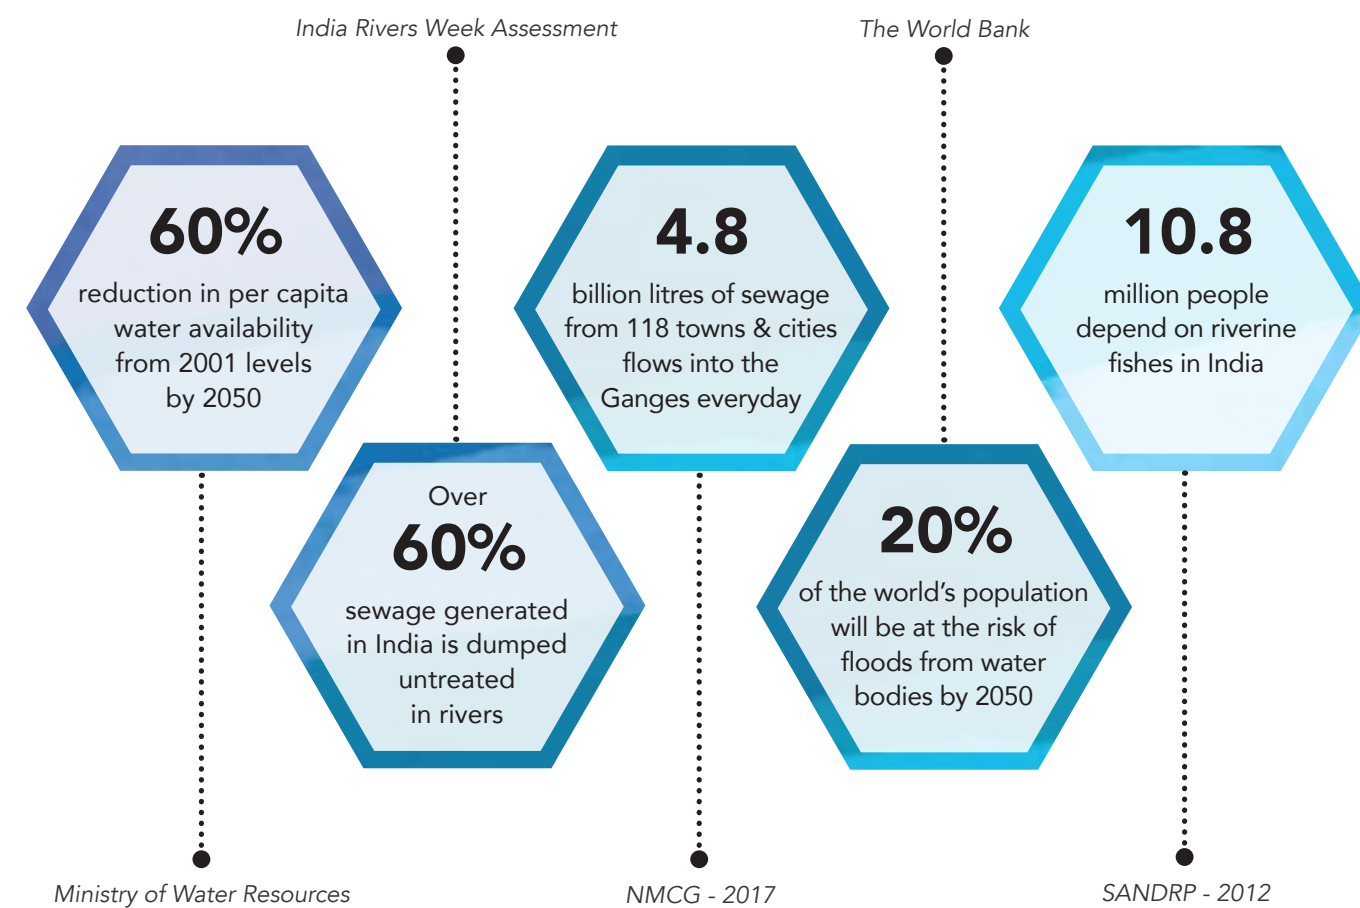 India Rivers Week Assessment
The World Bank
60%
reduction in per capita
water availability
from 2001 levels
by 2050
4.8
billion litres of sewage
from 118 towns & cities
flows into the
Ganges everyday
10.8
million people
depend on riverine
fishes in India
Over
60%
sewage generated
in India is dumped
untreated
in rivers
20%
of the world’s population
will be at the risk of
floods from water
bodies by 2050
Ministry of Water Resources
NMCG - 2017
SANDRP - 2012